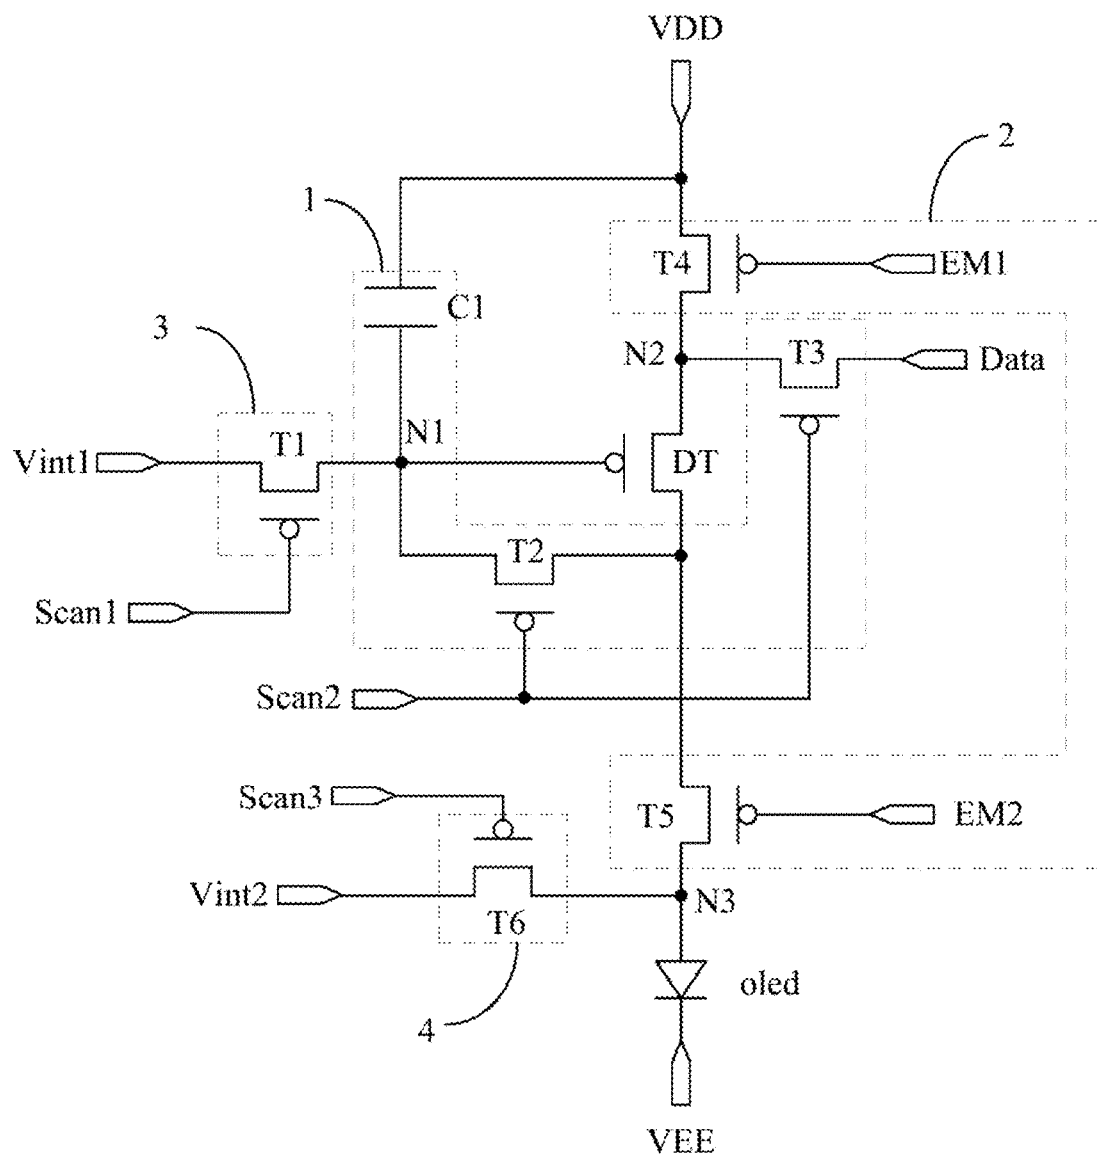 VDD
2
1
T4
EM1
C1
3
N2
T3
Data
N1
T1
Vint1
DT
T2
Scan1
Scan2
Scan3
T5
EM2
Vint2
N3
T6
oled
4
VEE